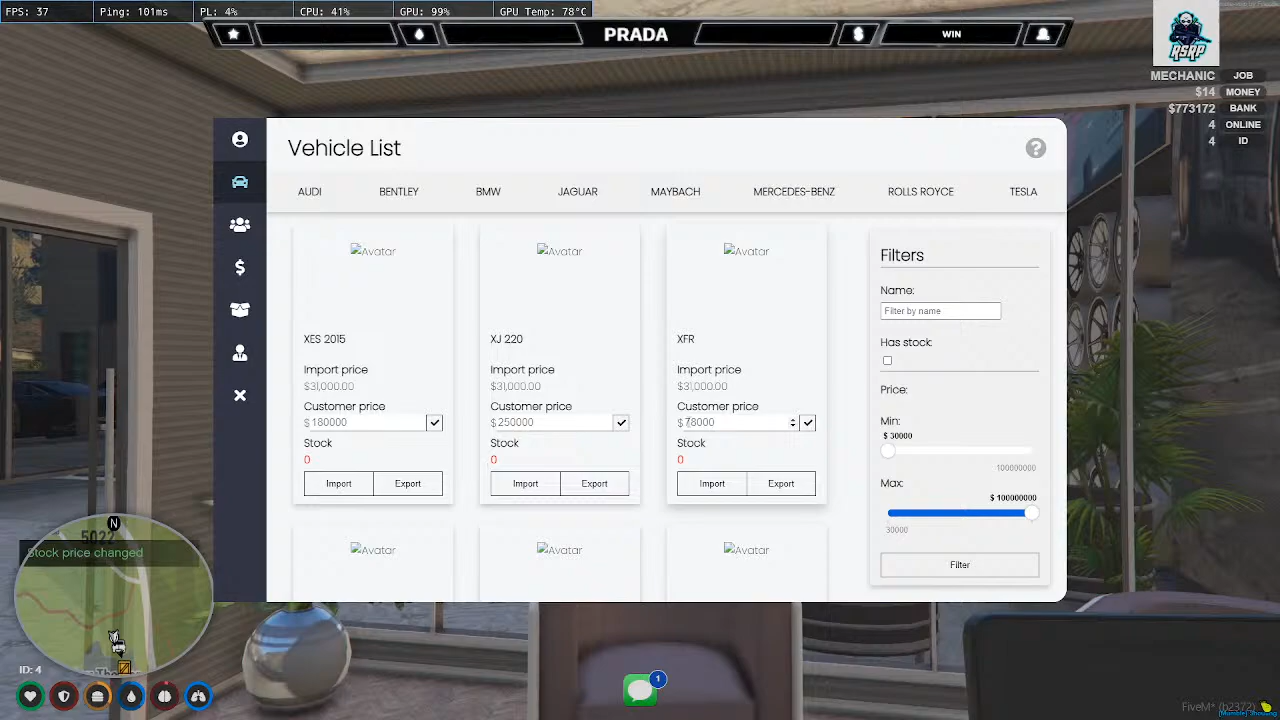 FPS: 37 Ping: 101ms PL: 4% CPU: 41% GPU: 99% GPU Temp: 78°C
PRADA WIN
RSRP
MECHANIC JOB
$14 MONEY
$773172 BANK
4 ONLINE
4 ID
Vehicle List ?
AUDI BENTLEY BMW JAGUAR MAYBACH MERCEDES-BENZ ROLLS ROYCE TESLA
Avatar Avatar Avatar
XES 2015 XJ 220 XFR
Import price Import price Import price
$31,000.00 $31,000.00 $31,000.00
Customer price Customer price Customer price
$ 180000 $ 250000 $ 78000
Stock Stock Stock
0 0 0
Import Export Import Export Import Export
Avatar Avatar Avatar
Filters
Name:
Filter by name
Has stock:
Price:
Min:
$ 30000
100000000
Max:
$ 100000000
30000
Filter
N
5022
Stock price changed
ID: 4
1
FiveM* (b2372)